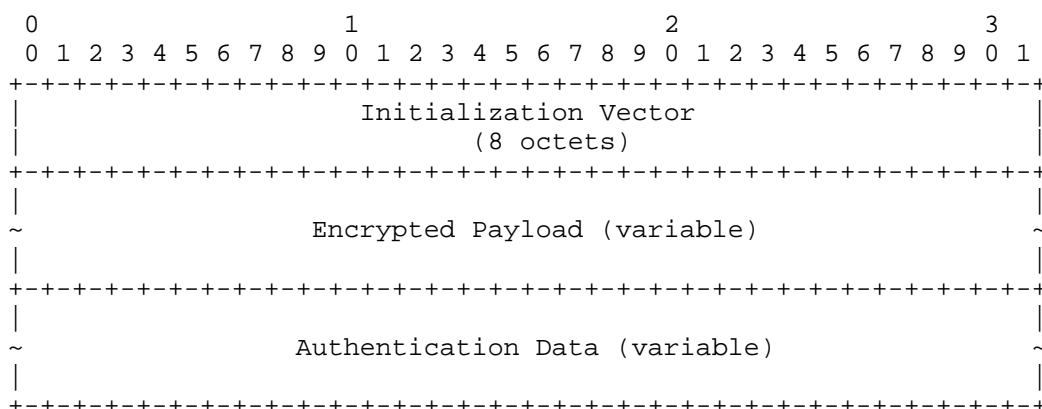 0                   1                   2                   3
 0 1 2 3 4 5 6 7 8 9 0 1 2 3 4 5 6 7 8 9 0 1 2 3 4 5 6 7 8 9 0 1
+-+-+-+-+-+-+-+-+-+-+-+-+-+-+-+-+-+-+-+-+-+-+-+-+-+-+-+-+-+-+-+-+
|                     Initialization Vector                     |
|                            (8 octets)                         |
+-+-+-+-+-+-+-+-+-+-+-+-+-+-+-+-+-+-+-+-+-+-+-+-+-+-+-+-+-+-+-+-+
|                                                               |
~                  Encrypted Payload (variable)                 ~
|                                                               |
+-+-+-+-+-+-+-+-+-+-+-+-+-+-+-+-+-+-+-+-+-+-+-+-+-+-+-+-+-+-+-+-+
|                                                               |
~                 Authentication Data (variable)                ~
|                                                               |
+-+-+-+-+-+-+-+-+-+-+-+-+-+-+-+-+-+-+-+-+-+-+-+-+-+-+-+-+-+-+-+-+